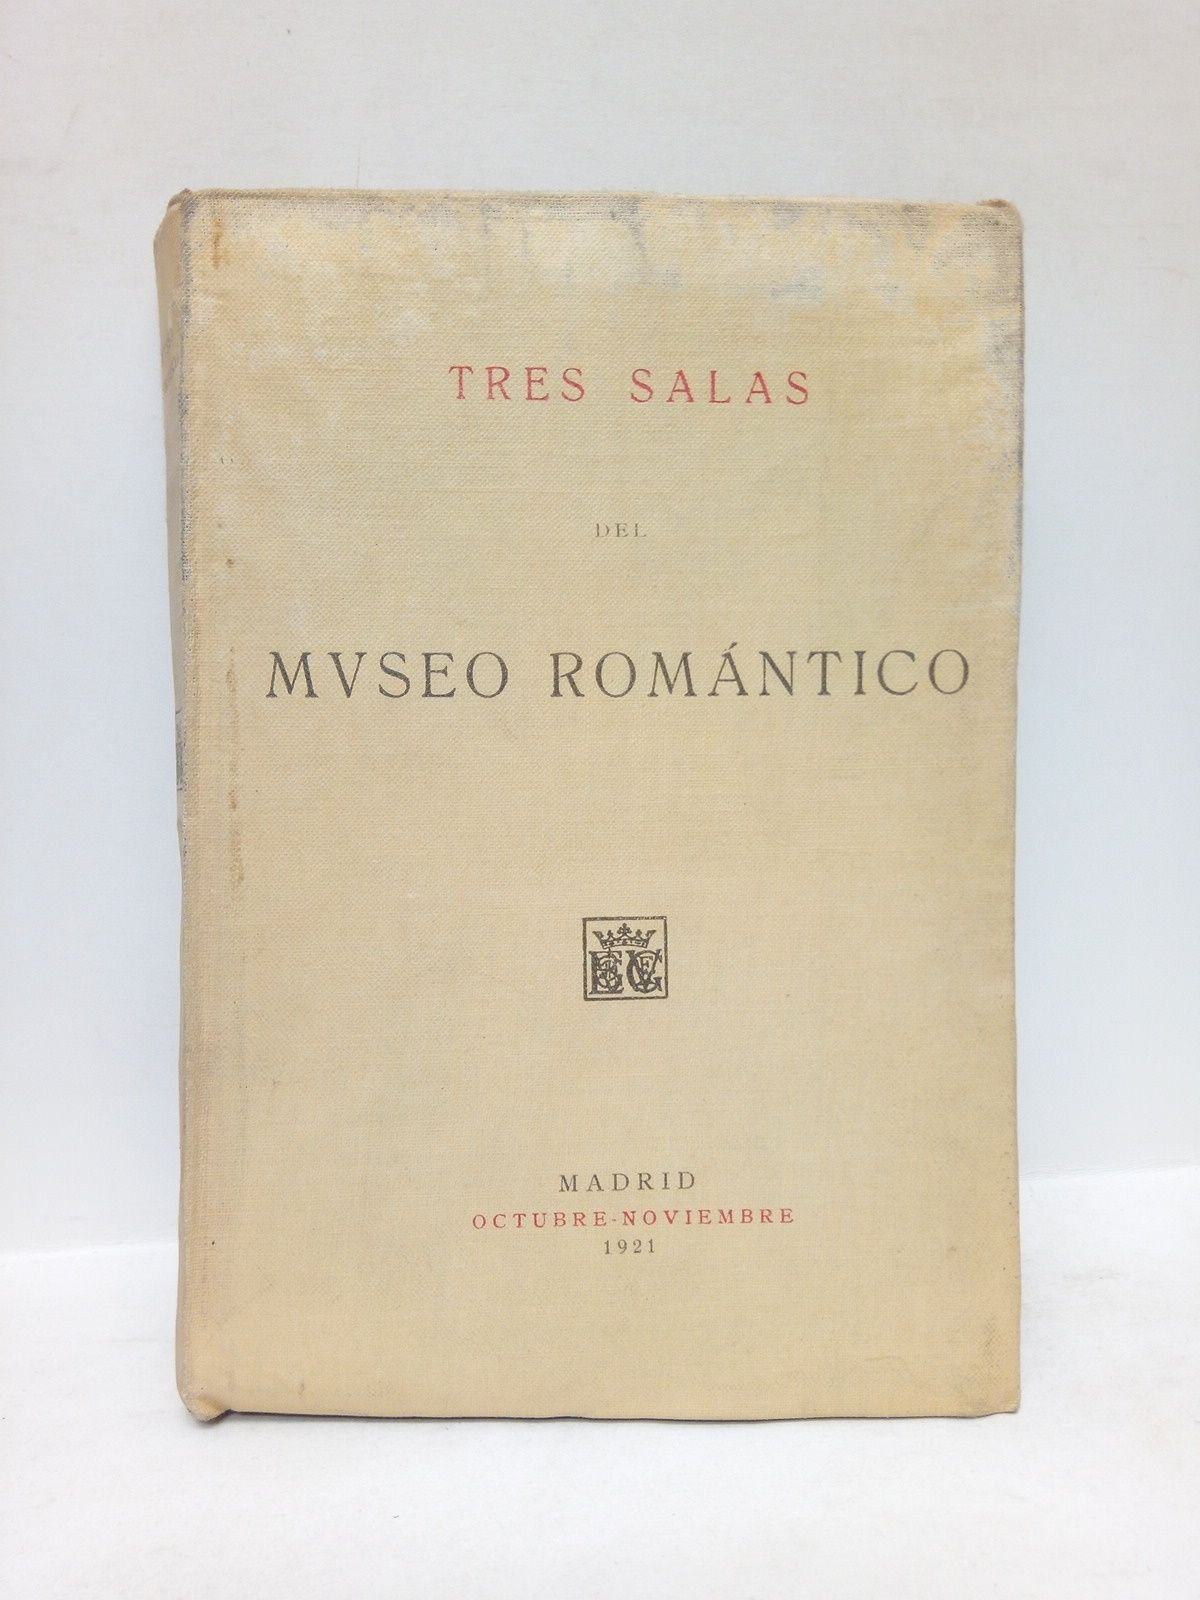 TRES SALAS
DEL
MVSEO ROMÁNTICO
MADRID
OCTUBRE-NOVIEMBRE
1921